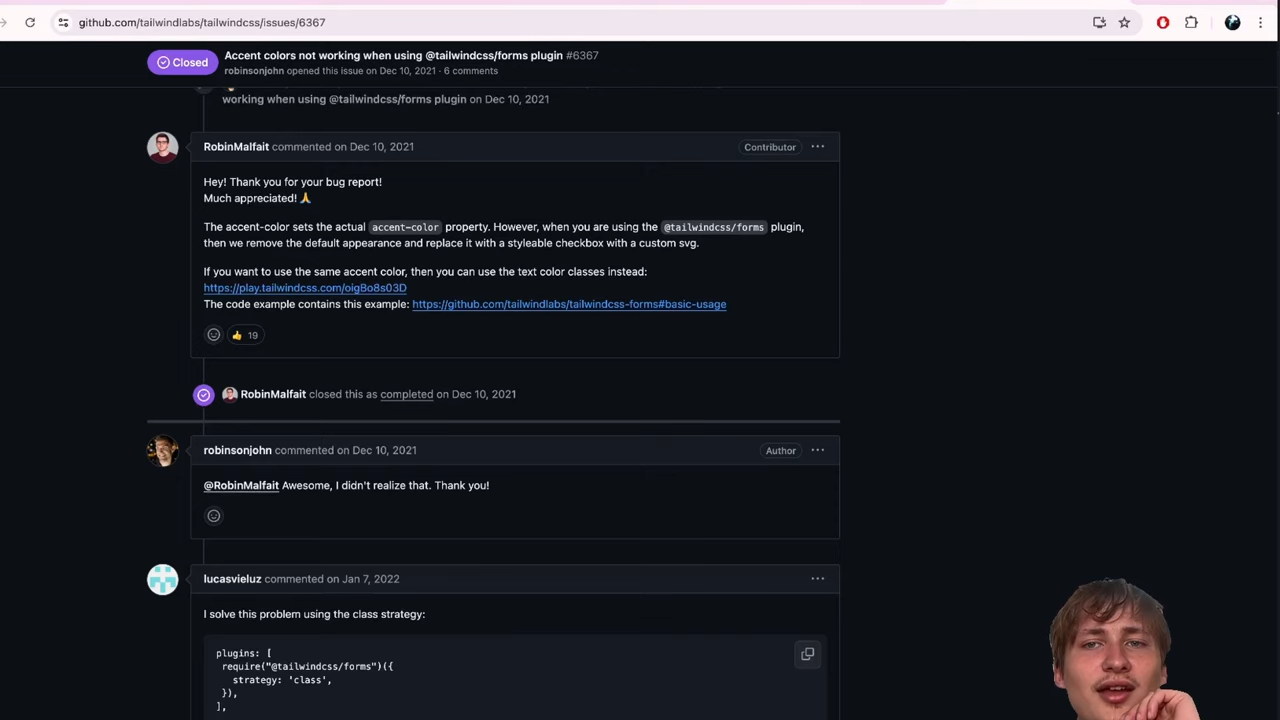 github.com/tailwindlabs/tailwindcss/issues/6367
Closed
Accent colors not working when using @tailwindcss/forms plugin #6367
robinsonjohn opened this issue on Dec 10, 2021 · 6 comments
working when using @tailwindcss/forms plugin on Dec 10, 2021
RobinMalfait commented on Dec 10, 2021
Contributor
Hey! Thank you for your bug report!
Much appreciated! 🙏
The accent-color sets the actual accent-color property. However, when you are using the @tailwindcss/forms plugin,
then we remove the default appearance and replace it with a styleable checkbox with a custom svg.
If you want to use the same accent color, then you can use the text color classes instead:
https://play.tailwindcss.com/oigBo8s03D
The code example contains this example: https://github.com/tailwindlabs/tailwindcss-forms#basic-usage
👍 19
RobinMalfait closed this as completed on Dec 10, 2021
robinsonjohn commented on Dec 10, 2021
Author
@RobinMalfait Awesome, I didn't realize that. Thank you!
lucasvieluz commented on Jan 7, 2022
I solve this problem using the class strategy:
plugins: [
require("@tailwindcss/forms")({
strategy: 'class',
}),
],